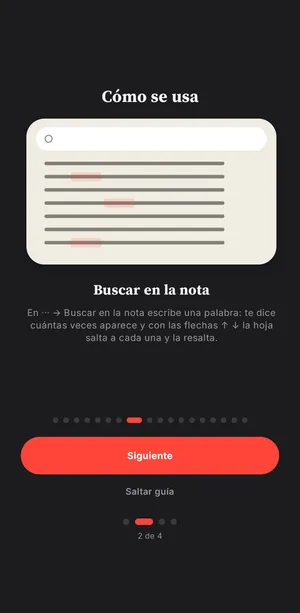 Cómo se usa
Buscar en la nota
En ··· → Buscar en la nota escribe una palabra: te dice
cuántas veces aparece y con las flechas ↑ ↓ la hoja
salta a cada una y la resalta.
Siguiente
Saltar guía
2 de 4